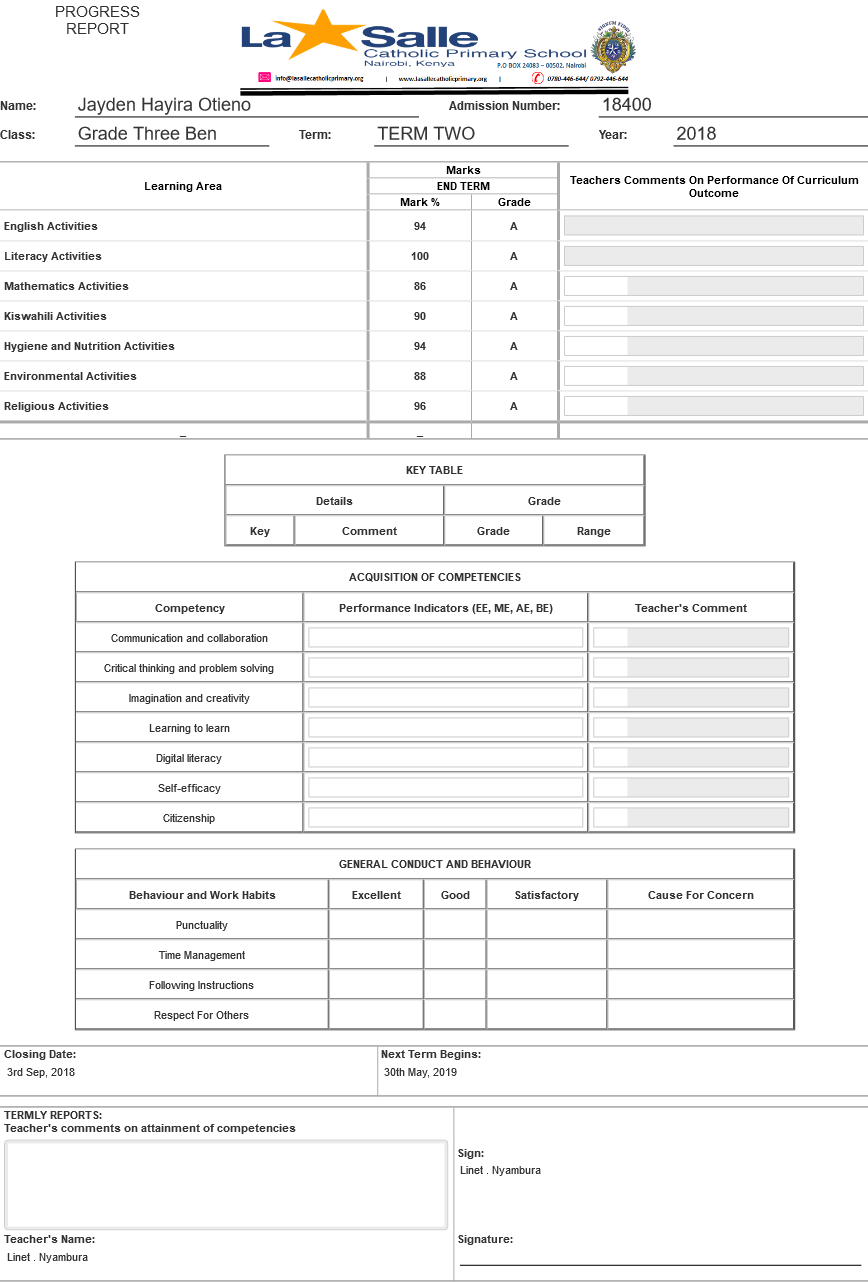 PROGRESS
REPORT
La Salle
Catholic Primary School
Nairobi, Kenya
P.O BOX 24083 – 00502, Nairobi
info@lasallecatholicprimary.org | www.lasallecatholicprimary.org | 0780-446-644/ 0792-446-644
Name: Jayden Hayira Otieno Admission Number: 18400
Class: Grade Three Ben Term: TERM TWO Year: 2018
Learning Area Marks Teachers Comments On Performance Of Curriculum Outcome
END TERM
Mark % Grade
English Activities 94 A
Literacy Activities 100 A
Mathematics Activities 86 A
Kiswahili Activities 90 A
Hygiene and Nutrition Activities 94 A
Environmental Activities 88 A
Religious Activities 96 A
_ _
KEY TABLE
Details Grade
Key Comment Grade Range
ACQUISITION OF COMPETENCIES
Competency Performance Indicators (EE, ME, AE, BE) Teacher's Comment
Communication and collaboration
Critical thinking and problem solving
Imagination and creativity
Learning to learn
Digital literacy
Self-efficacy
Citizenship
GENERAL CONDUCT AND BEHAVIOUR
Behaviour and Work Habits Excellent Good Satisfactory Cause For Concern
Punctuality
Time Management
Following Instructions
Respect For Others
Closing Date: Next Term Begins:
3rd Sep, 2018 30th May, 2019
TERMLY REPORTS:
Teacher's comments on attainment of competencies
Sign:
Linet . Nyambura
Teacher's Name: Signature:
Linet . Nyambura